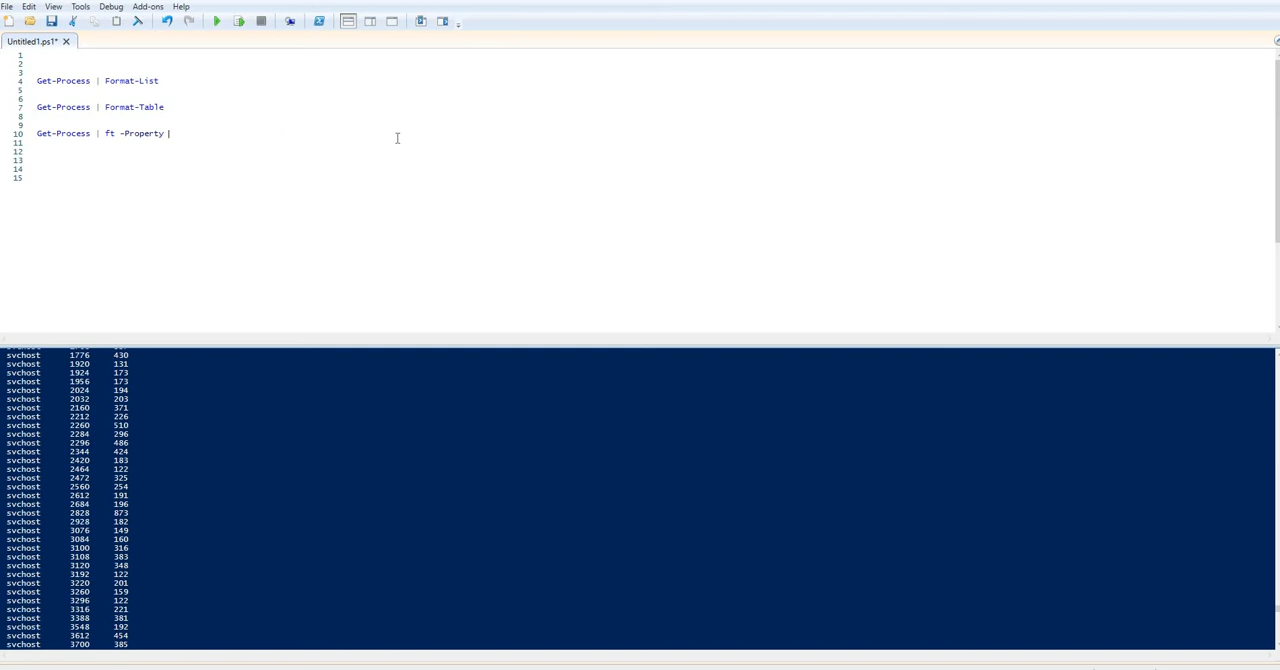 File Edit View Tools Debug Add-ons Help
Untitled1.ps1*
1
2
3
4 Get-Process | Format-List
5
6
7 Get-Process | Format-Table
8
9
10 Get-Process | ft -Property
11
12
13
14
15
svchost 1776 430
svchost 1920 131
svchost 1924 173
svchost 1956 173
svchost 2024 194
svchost 2032 203
svchost 2160 371
svchost 2212 226
svchost 2260 510
svchost 2284 296
svchost 2296 486
svchost 2344 424
svchost 2420 183
svchost 2464 122
svchost 2472 325
svchost 2560 254
svchost 2612 191
svchost 2684 196
svchost 2828 873
svchost 2928 182
svchost 3076 149
svchost 3084 160
svchost 3100 316
svchost 3108 383
svchost 3120 348
svchost 3192 122
svchost 3220 201
svchost 3260 159
svchost 3296 122
svchost 3316 221
svchost 3388 381
svchost 3548 192
svchost 3612 454
svchost 3700 385